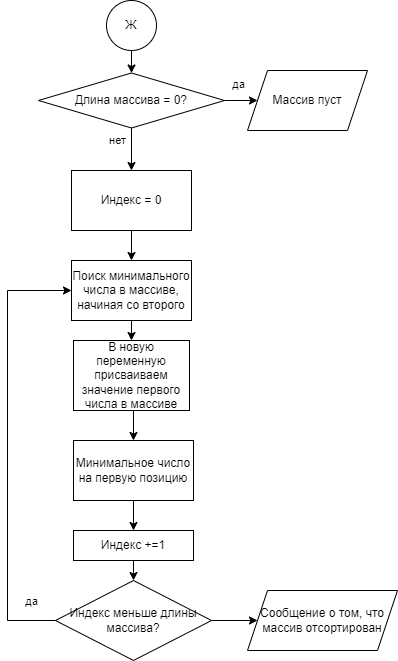 Ж
Длина массива = 0?
да
Массив пуст
нет
Индекс = 0
Поиск минимального
числа в массиве,
начиная со второго
В новую
переменную
присваиваем
значение первого
числа в массиве
Минимальное число
на первую позицию
Индекс +=1
да
Индекс меньше длины
массива?
Сообщение о том, что
массив отсортирован